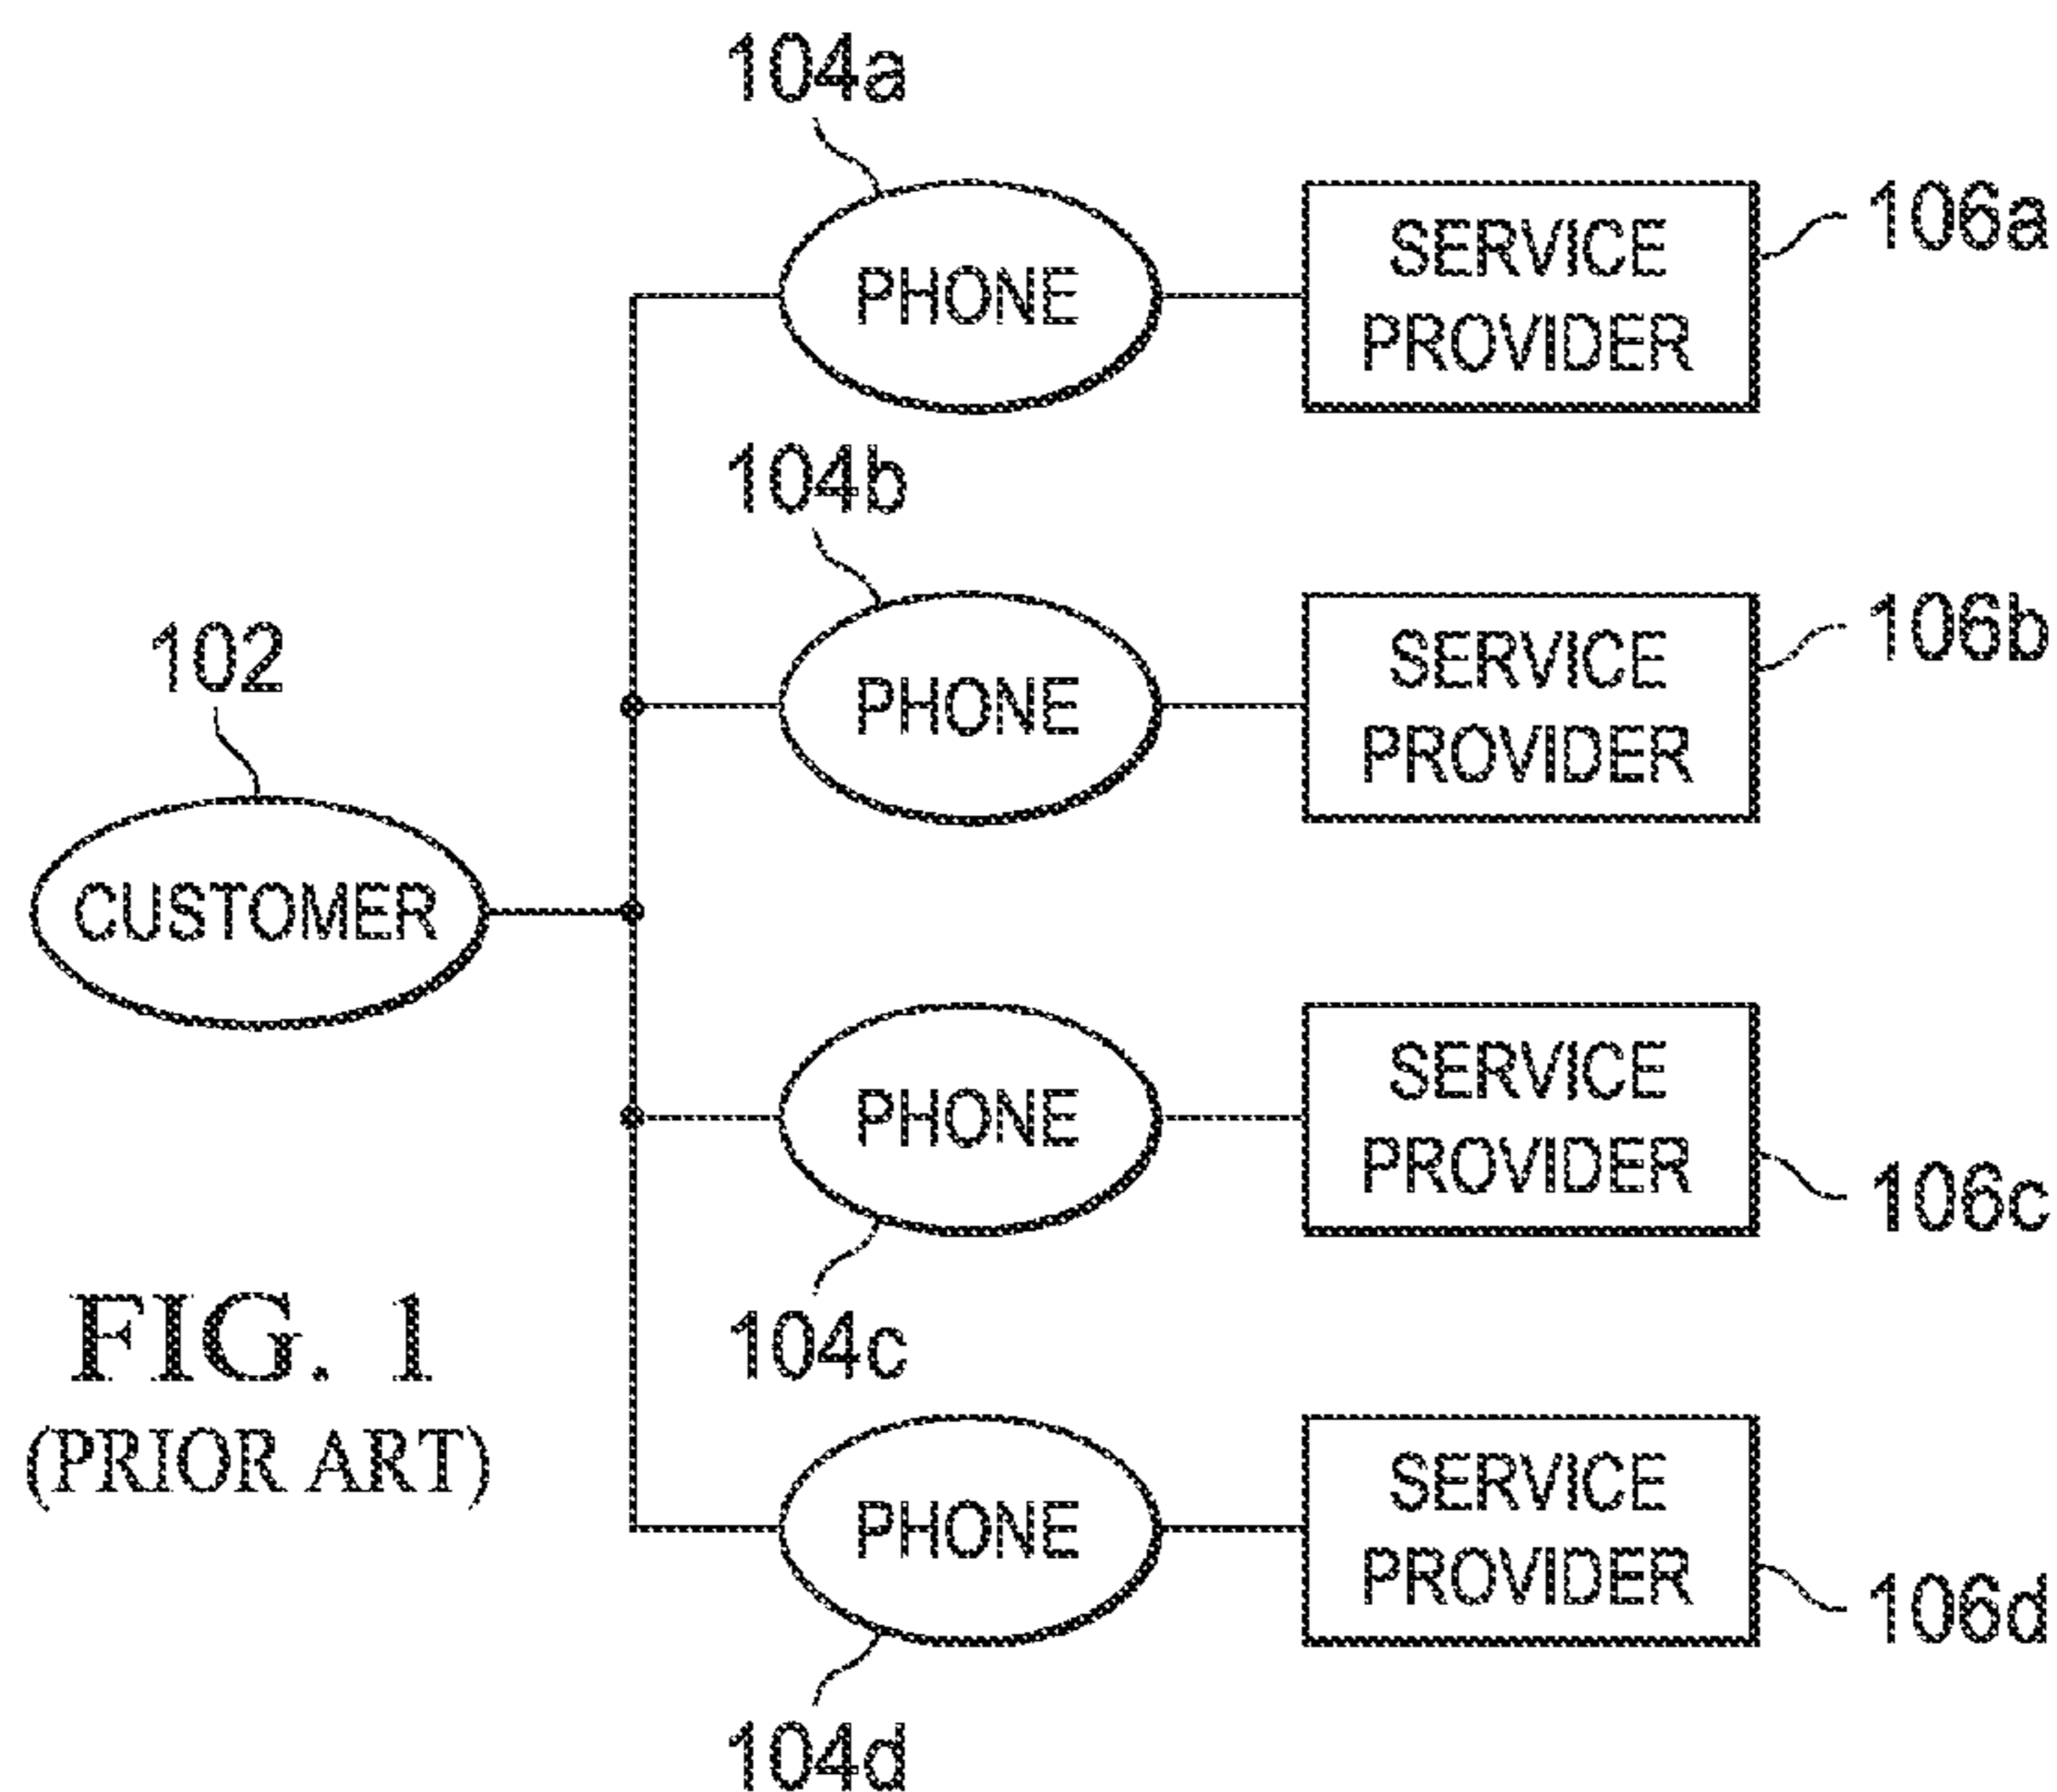 104a
PHONE
SERVICE
PROVIDER
106a
104b
PHONE
SERVICE
PROVIDER
106b
102
CUSTOMER
PHONE
SERVICE
PROVIDER
104c
106c
FIG. 1
(PRIOR ART)
PHONE
SERVICE
PROVIDER
104d
106d